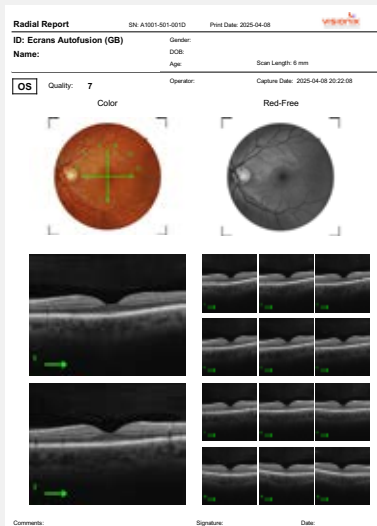 Radial Report SN: A1001-501-001D Print Date: 2025-04-08 visionix
ID: Ecrans Autofusion (GB) Gender:
Name: DOB:
Age: Scan Length: 6 mm
OS Quality: 7 Operator: Capture Date: 2025-04-08 20:22:08
Color Red-Free
Comments: Signature: Date: